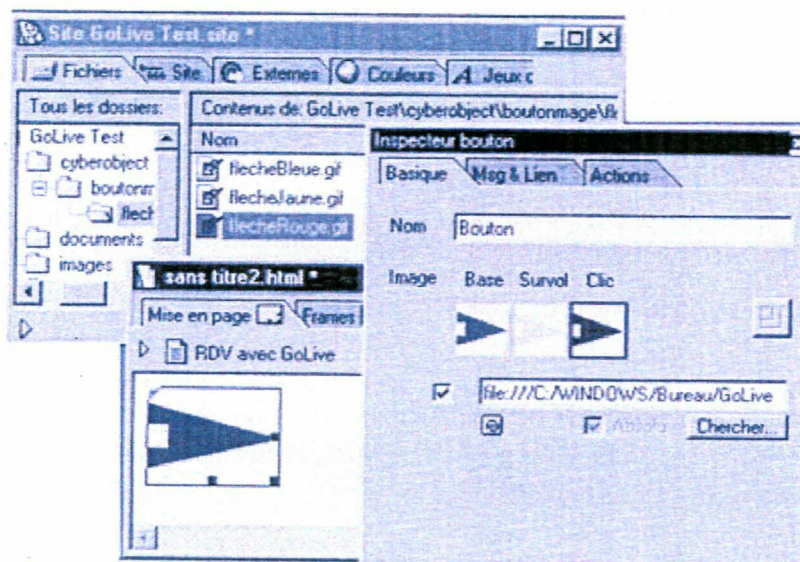 Site GoLive Test.site *
Fichiers Site Externes Couleurs Jeux c
Tous les dossiers:
GoLive Test
cyberobject
boutonm
flech
documents
images
Contenus de: GoLive Test\cyberobject\boutonmage\fle
Nom
flecheBleue.gif
flecheJaune.gif
flecheRouge.gif
Inspecteur bouton
Basique Msg & Lien Actions
Nom Bouton
Image Base Survol Clic
file:///C:/WINDOWS/Bureau/GoLive
Chercher...
sans titre2.html *
Mise en page Frames
RDV avec GoLive